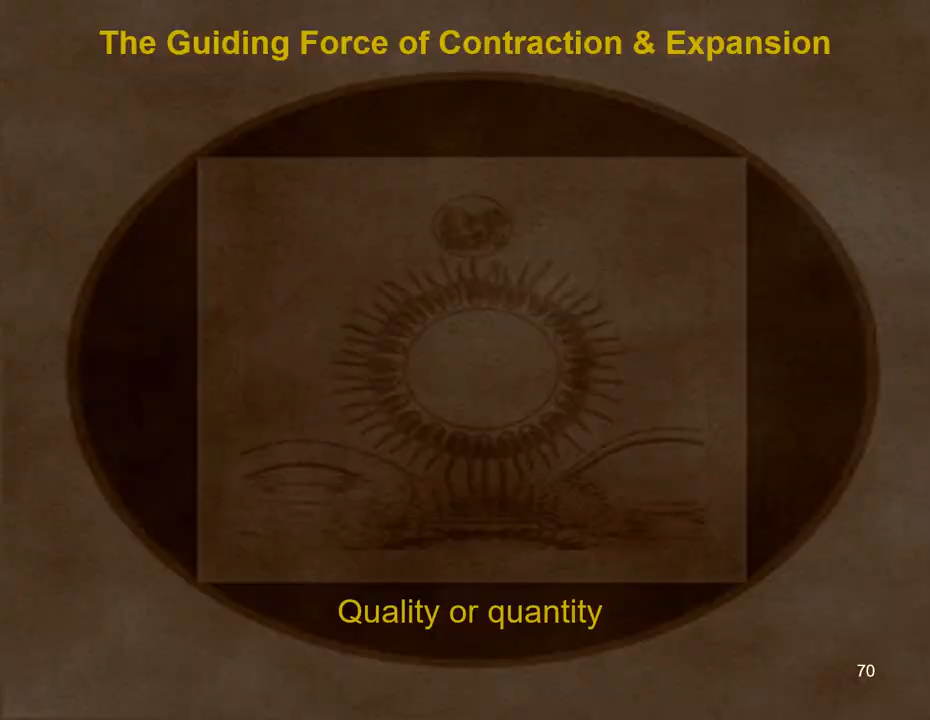 The Guiding Force of Contraction & Expansion
Quality or quantity
70